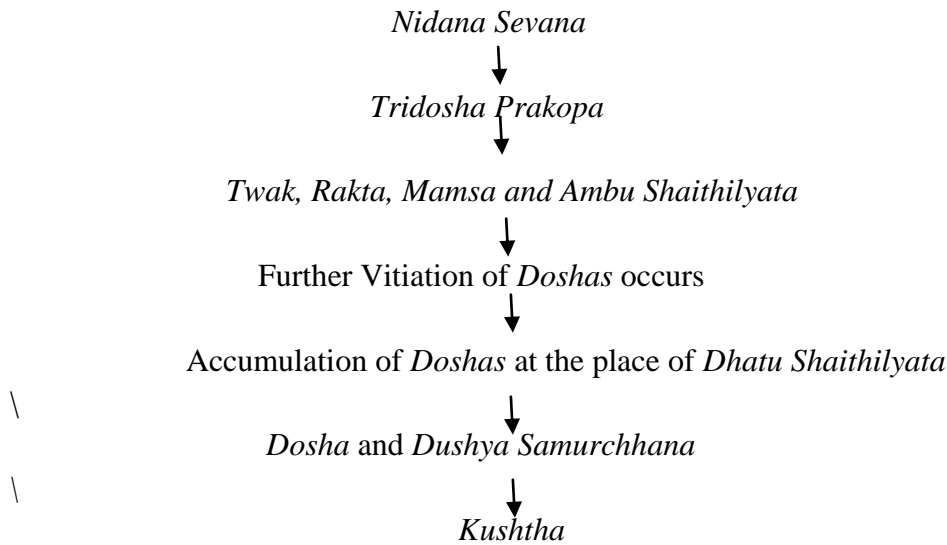 Nidana Sevana
Tridosha Prakopa
Twak, Rakta, Mamsa and Ambu Shaithilyata
Further Vitiation of Doshas occurs
Accumulation of Doshas at the place of Dhatu Shaithilyata
\
Dosha and Dushya Samurchhana
\
Kushtha